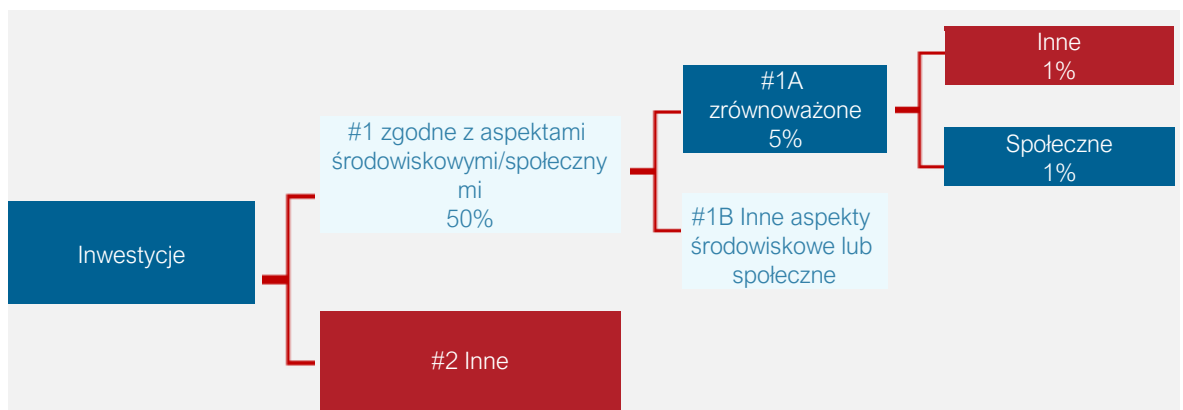 Inwestycje
#1 zgodne z aspektami
środowiskowymi/społeczny
mi
50%
#2 Inne
#1A
zrównoważone
5%
#1B Inne aspekty
środowiskowe lub
społeczne
Inne
1%
Społeczne
1%